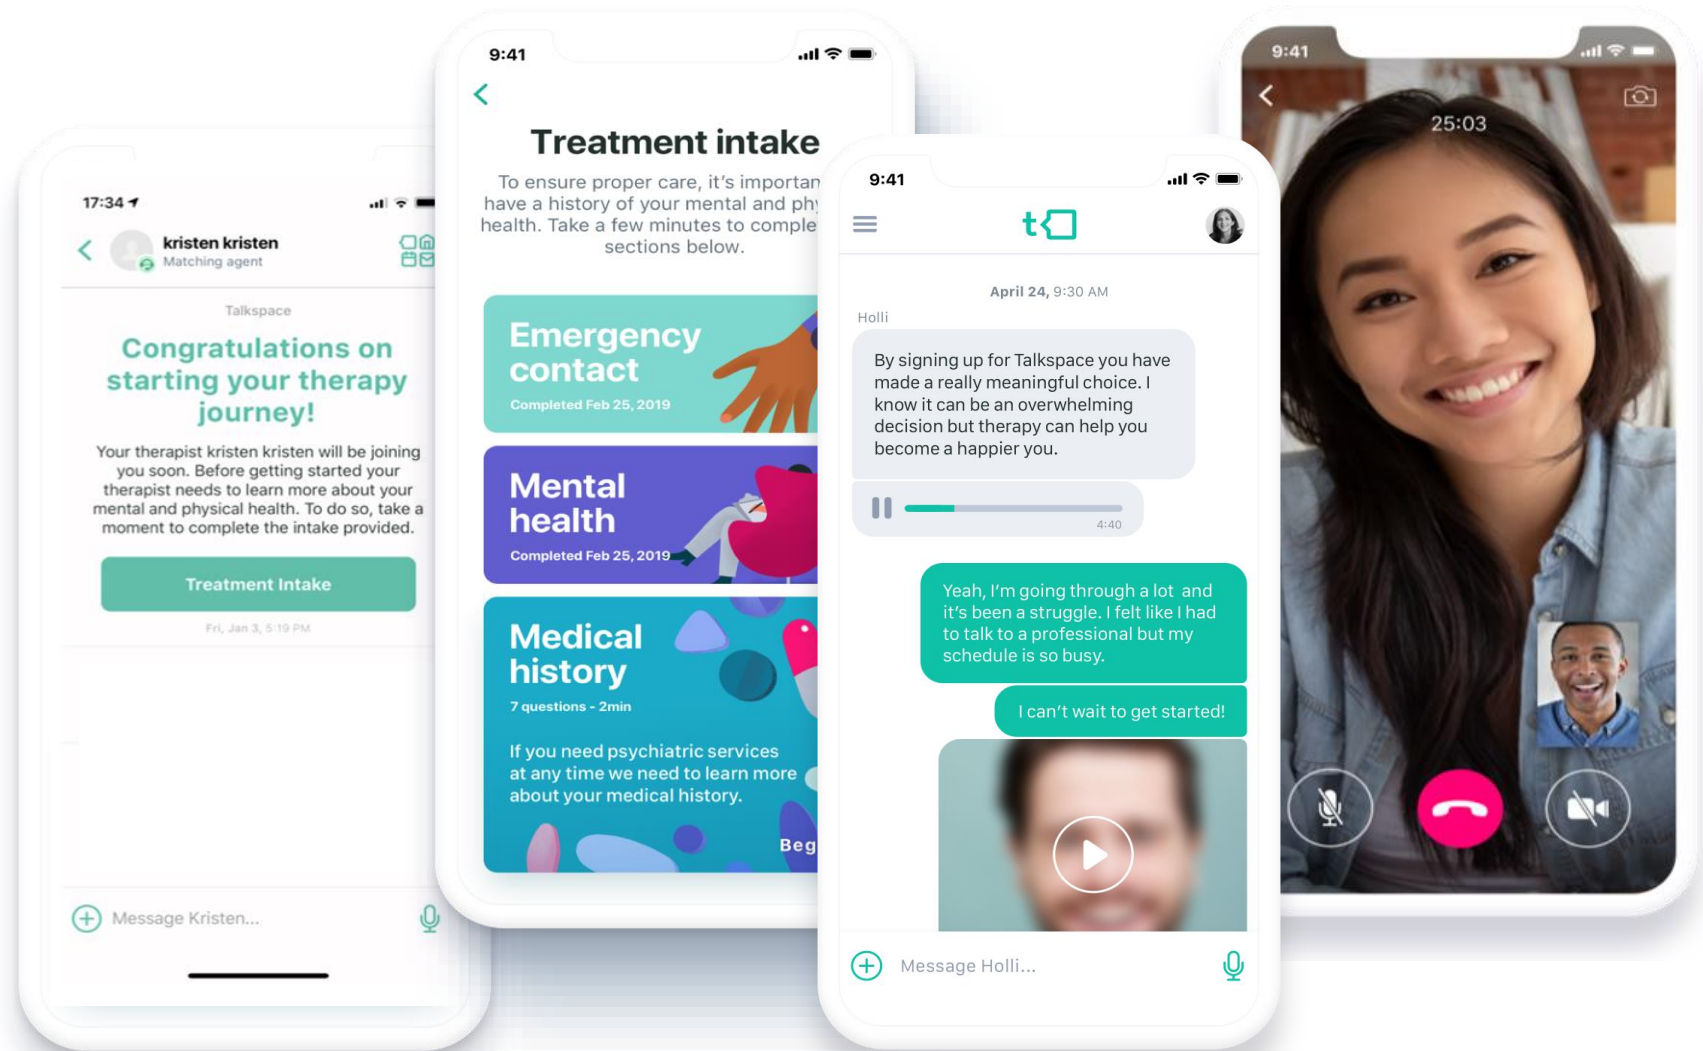 17:34
kristen kristen
Matching agent
Talkspace
Congratulations on
starting your therapy
journey!
Your therapist kristen kristen will be joining
you soon. Before getting started your
therapist needs to learn more about your
mental and physical health. To do so, take a
moment to complete the intake provided.
Treatment Intake
Fri, Jan 3, 5:19 PM
Message Kristen...
9:41
Treatment intake
To ensure proper care, it's importan
have a history of your mental and phy
health. Take a few minutes to comple
sections below.
Emergency
contact
Completed Feb 25, 2019
Mental
health
Completed Feb 25, 2019
Medical
history
7 questions - 2min
If you need psychiatric services
at any time we need to learn more
about your medical history.
Beg
9:41
t
April 24, 9:30 AM
Holli
By signing up for Talkspace you have
made a really meaningful choice. I
know it can be an overwhelming
decision but therapy can help you
become a happier you.
4:40
Yeah, I'm going through a lot and
it's been a struggle. I felt like I had
to talk to a professional but my
schedule is so busy.
I can't wait to get started!
Message Holli...
9:41
25:03